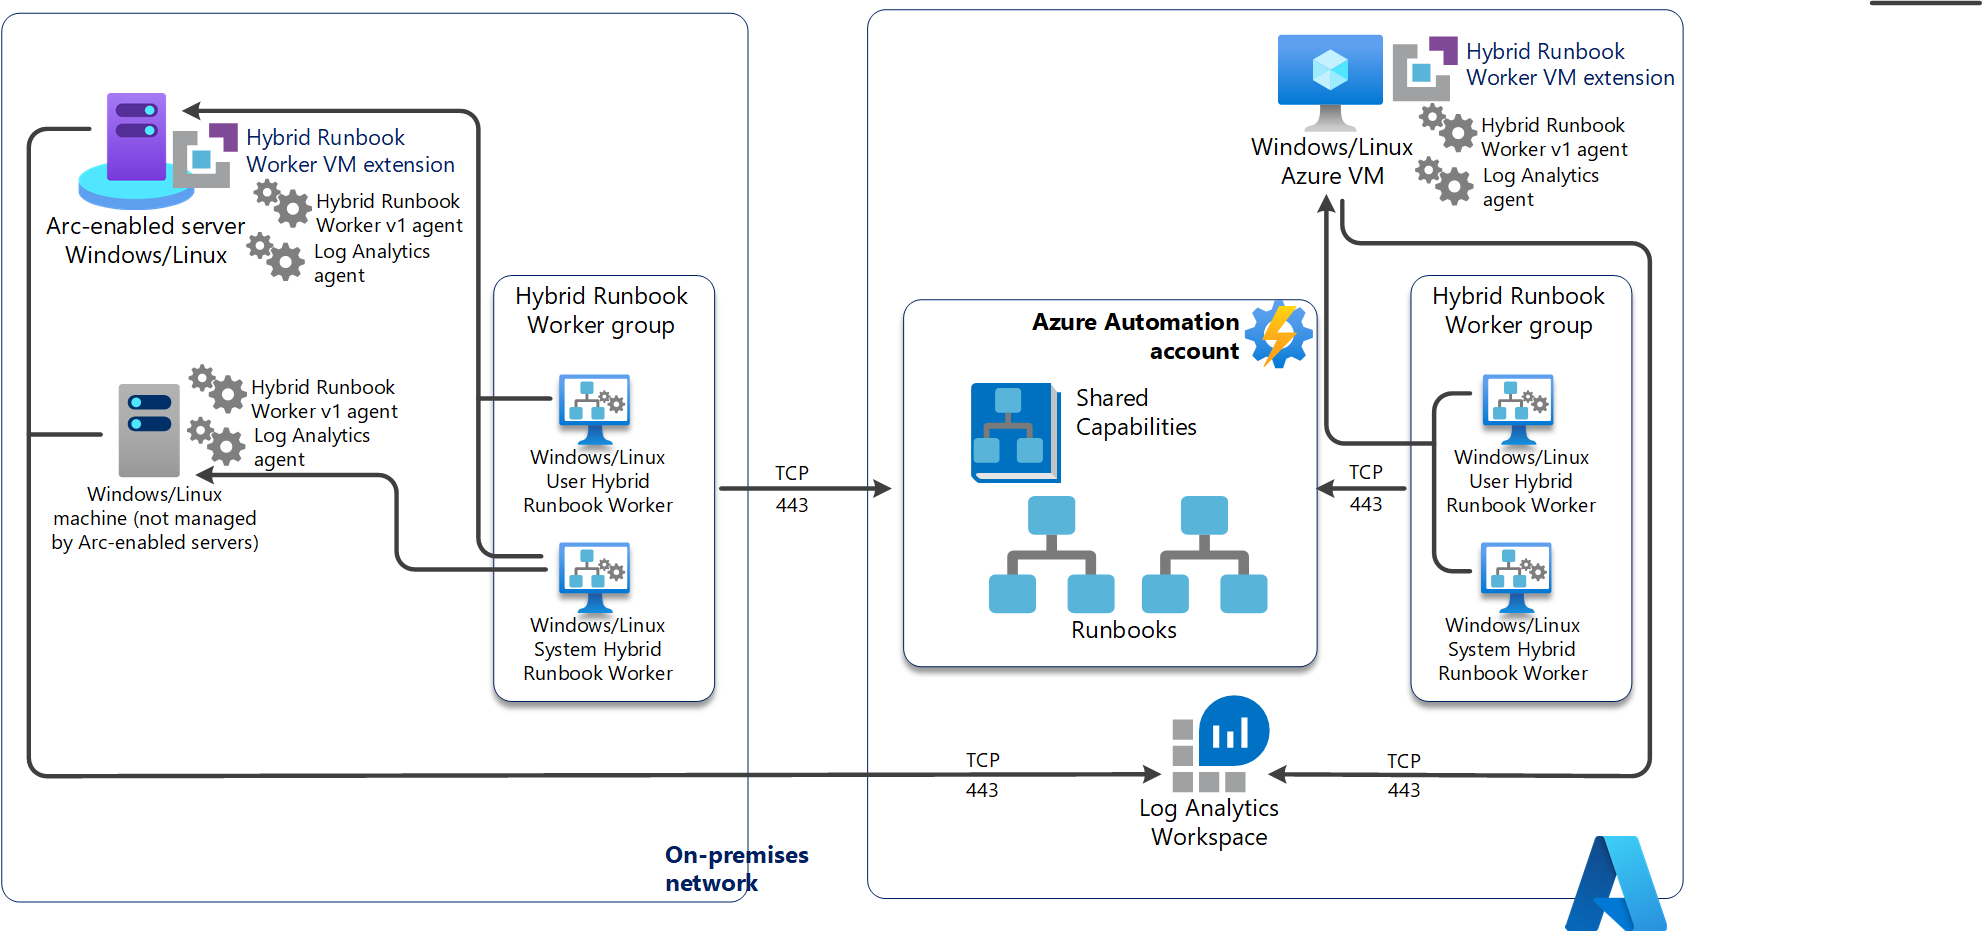 Hybrid Runbook
Worker VM extension
Hybrid Runbook
Worker v1 agent
Log Analytics
agent
Arc-enabled server
Windows/Linux
Hybrid Runbook
Worker v1 agent
Log Analytics
agent
Windows/Linux
machine (not managed
by Arc-enabled servers)
Hybrid Runbook
Worker group
Windows/Linux
User Hybrid
Runbook Worker
Windows/Linux
System Hybrid
Runbook Worker
On-premises
network
TCP
443
Hybrid Runbook
Worker VM extension
Hybrid Runbook
Worker v1 agent
Log Analytics
agent
Windows/Linux
Azure VM
Azure Automation
account
Shared
Capabilities
Runbooks
TCP
443
Hybrid Runbook
Worker group
Windows/Linux
User Hybrid
Runbook Worker
Windows/Linux
System Hybrid
Runbook Worker
TCP
443
Log Analytics
Workspace
TCP
443